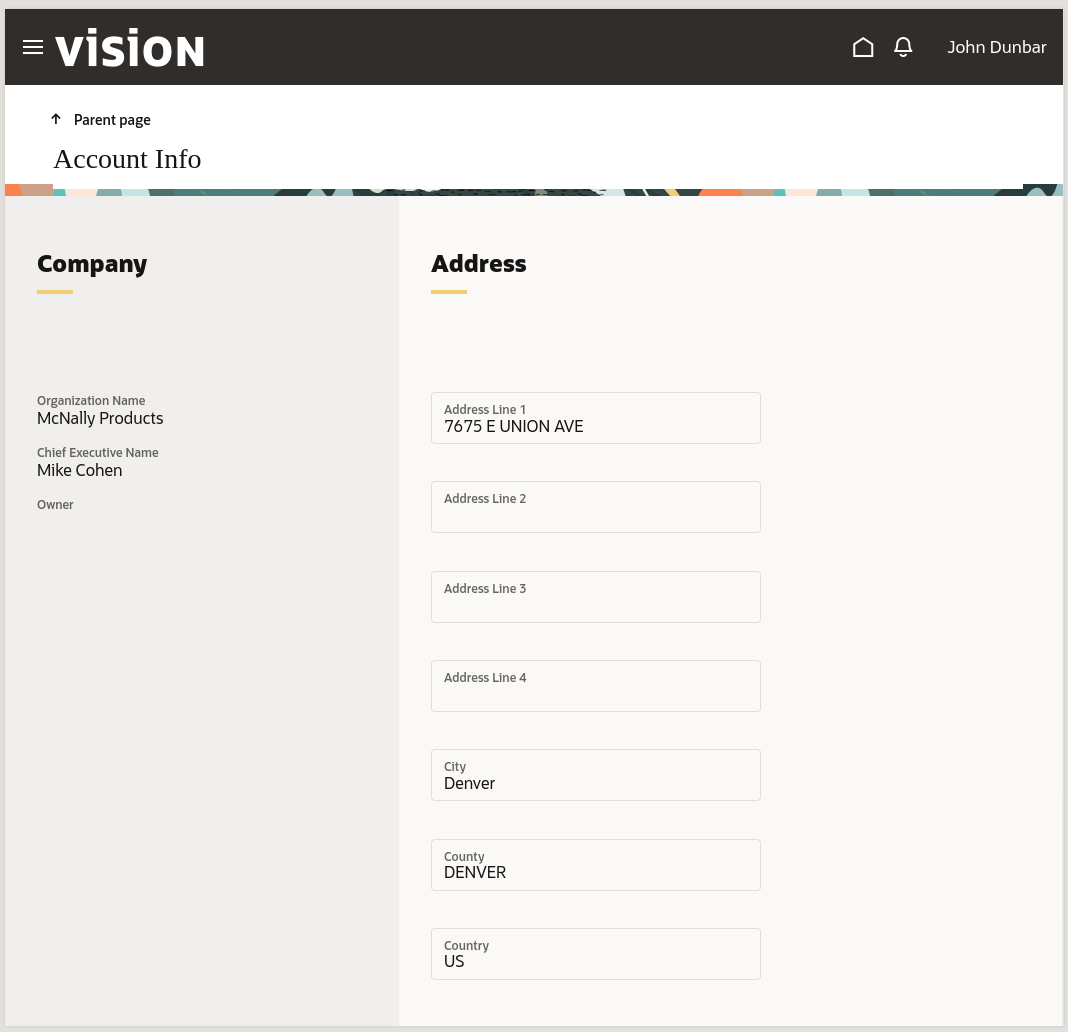 VISION
John Dunbar
Parent page
Account Info
Company
Organization Name
McNally Products
Chief Executive Name
Mike Cohen
Owner
Address
Address Line 1
7675 E UNION AVE
Address Line 2
Address Line 3
Address Line 4
City
Denver
County
DENVER
Country
US